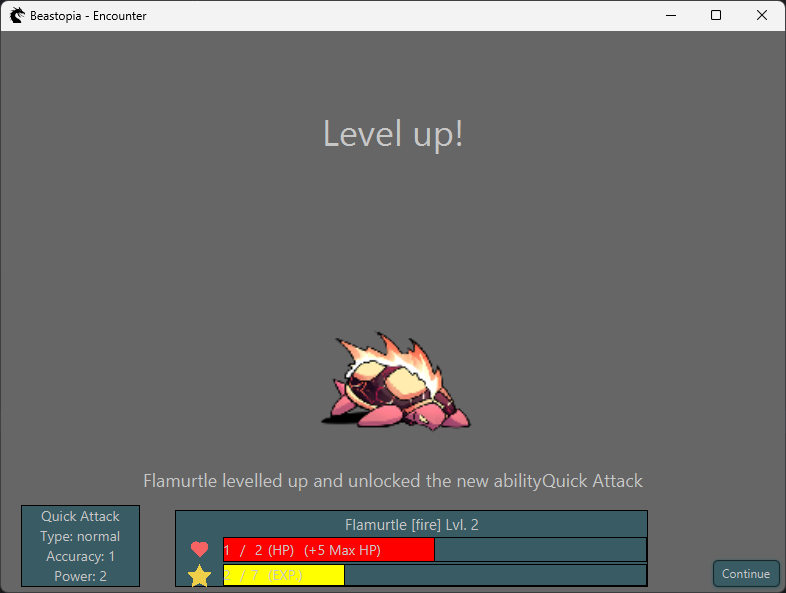 Beastopia - Encounter
Level up!
Flamurtle levelled up and unlocked the new abilityQuick Attack
Quick Attack
Type: normal
Accuracy: 1
Power: 2
Flamurtle [fire] Lvl. 2
1 / 2 (HP) (+5 Max HP)
2 / 7 (EXP.)
Continue